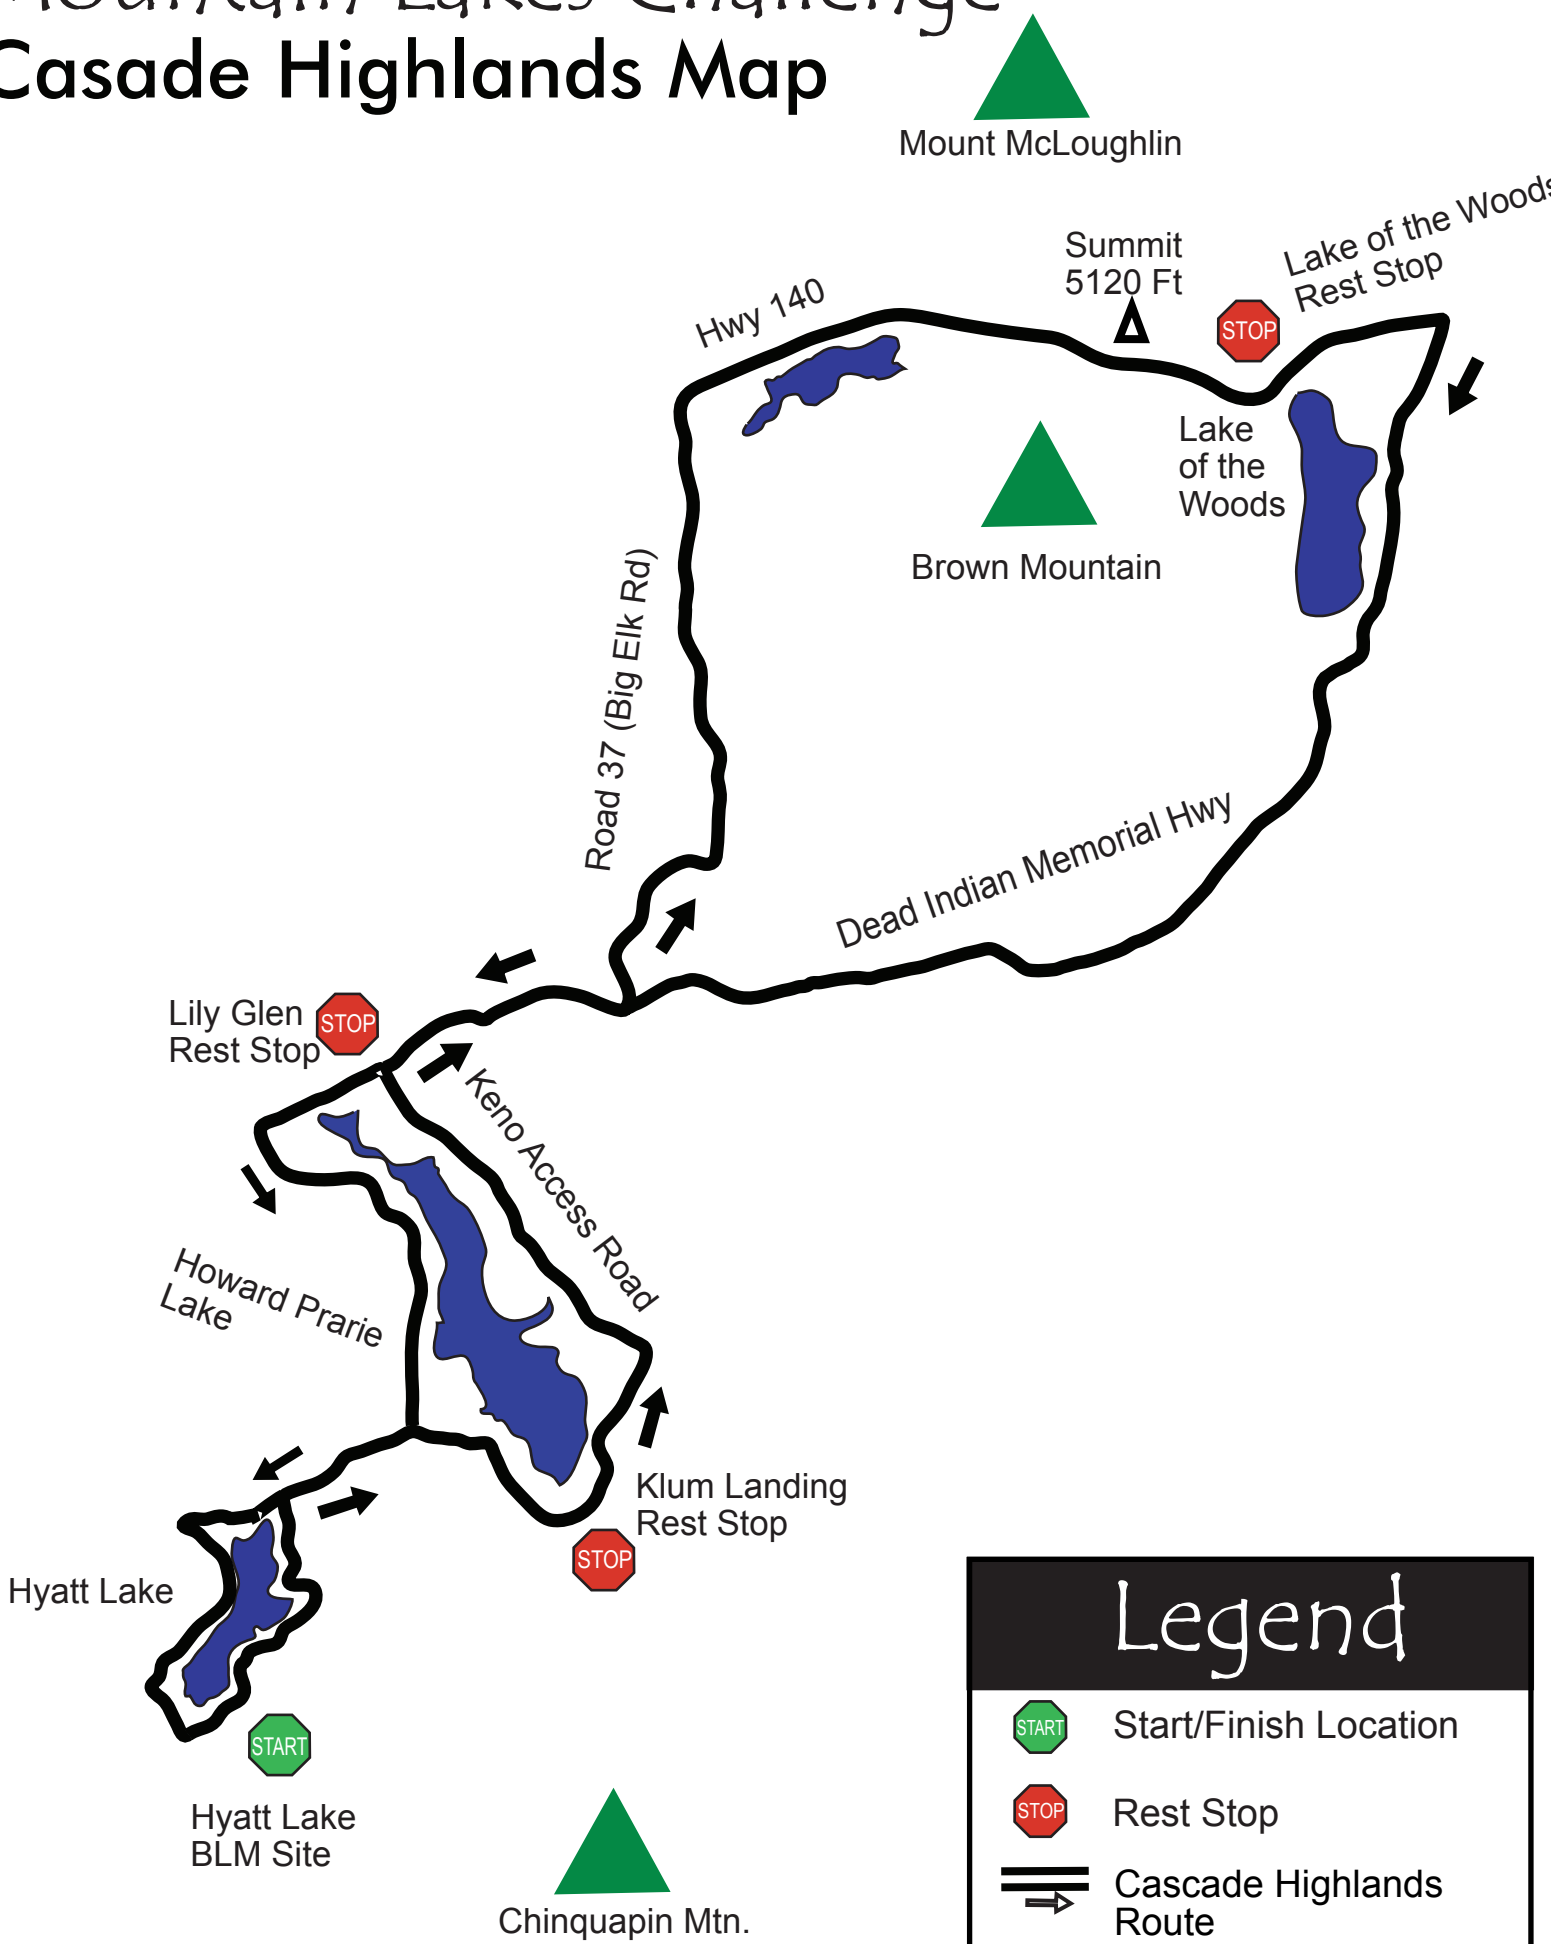 Mountain Lakes Challenge
Casade Highlands Map
Mount McLoughlin
Summit
5120 Ft
Lake of the Woods
Rest Stop
STOP
Hwy 140
Lake
of the
Woods
Brown Mountain
Road 37 (Big Elk Rd)
Dead Indian Memorial Hwy
Lily Glen
Rest Stop
STOP
Keno Access Road
Howard Prarie
Lake
Klum Landing
Rest Stop
STOP
Hyatt Lake
START
Hyatt Lake
BLM Site
Chinquapin Mtn.
Legend
START
Start/Finish Location
STOP
Rest Stop
Cascade Highlands
Route